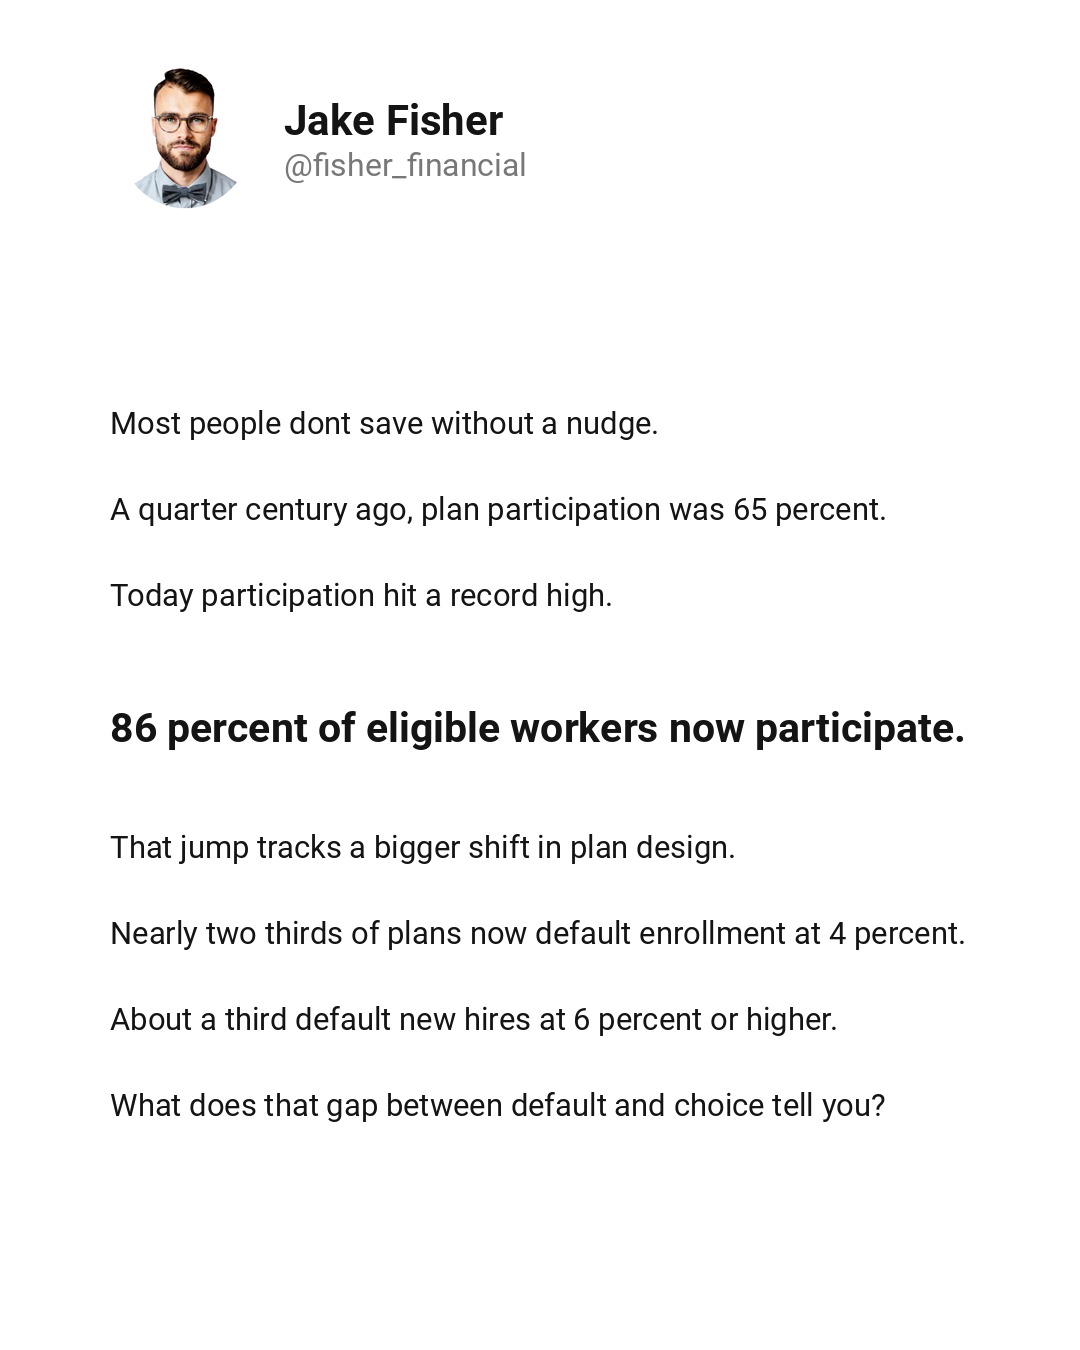 Jake Fisher
@fisher_financial
Most people dont save without a nudge.
A quarter century ago, plan participation was 65 percent.
Today participation hit a record high.
86 percent of eligible workers now participate.
That jump tracks a bigger shift in plan design.
Nearly two thirds of plans now default enrollment at 4 percent.
About a third default new hires at 6 percent or higher.
What does that gap between default and choice tell you?